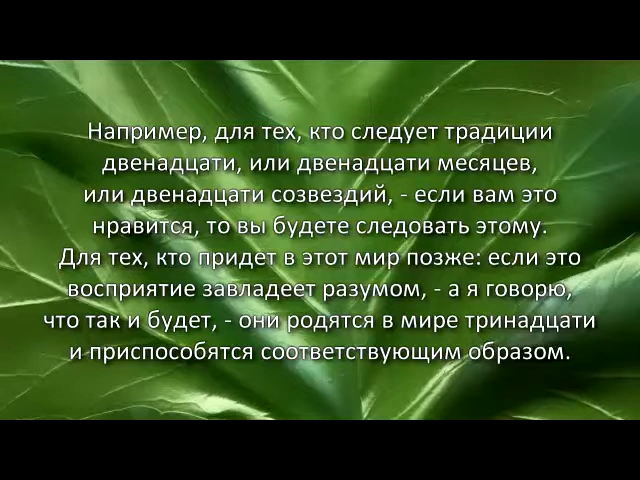 Например, для тех, кто следует традиции
двенадцати, или двенадцати месяцев,
или двенадцати созвездий, - если вам это
нравится, то вы будете следовать этому.
Для тех, кто придет в этот мир позже: если это
восприятие завладеет разумом, - а я говорю,
что так и будет, - они родятся в мире тринадцати
и приспособятся соответствующим образом.